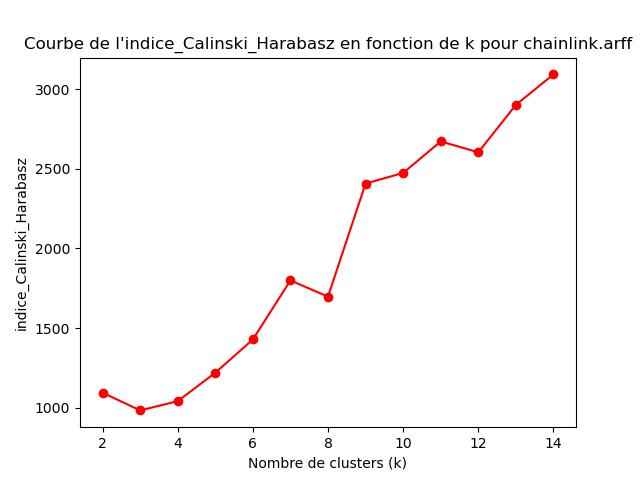 Courbe de l'indice_Calinski_Harabasz en fonction de k pour chainlink.arff
3000
2500
2000
1500
1000
indice_Calinski_Harabasz
2 4 6 8 10 12 14
Nombre de clusters (k)